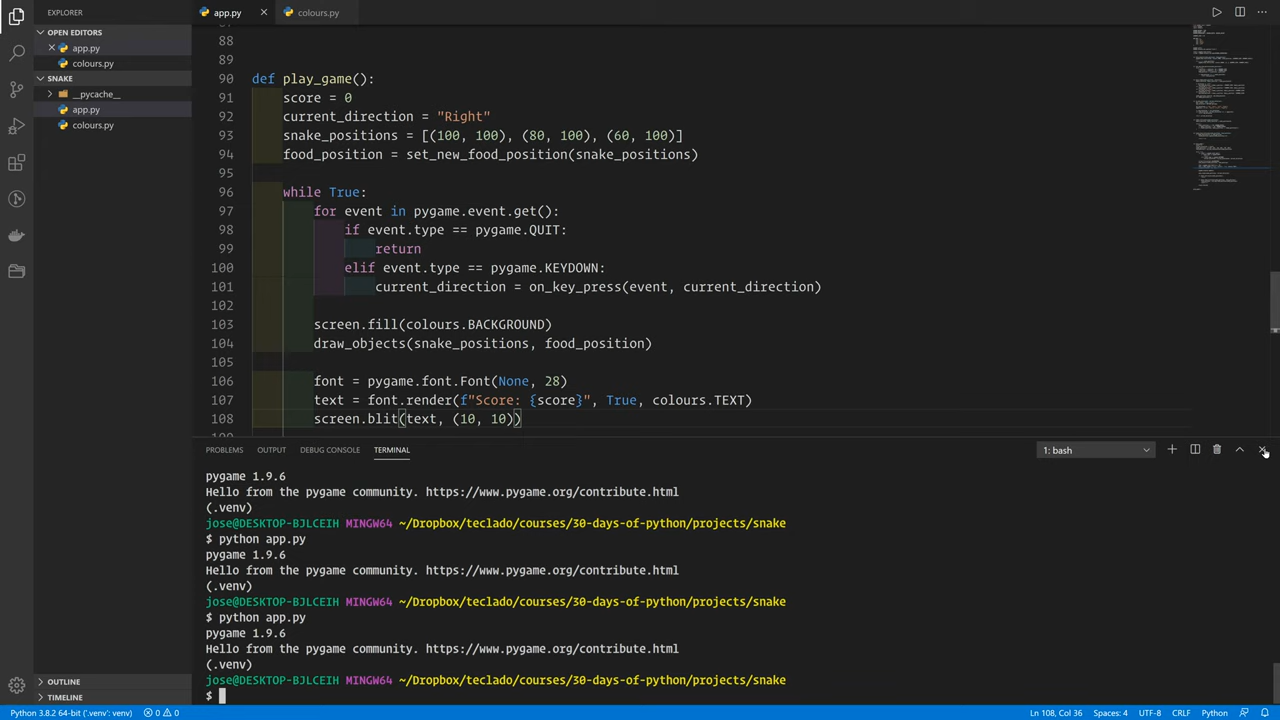 EXPLORER
OPEN EDITORS
app.py
colours.py
SNAKE
__pycache__
app.py
colours.py
OUTLINE
TIMELINE
app.py
colours.py
88
89
90 def play_game():
91 score = 0
92 current_direction = "Right"
93 snake_positions = [(100, 100), (80, 100), (60, 100)]
94 food_position = set_new_food_position(snake_positions)
95
96 while True:
97 for event in pygame.event.get():
98 if event.type == pygame.QUIT:
99 return
100 elif event.type == pygame.KEYDOWN:
101 current_direction = on_key_press(event, current_direction)
102
103 screen.fill(colours.BACKGROUND)
104 draw_objects(snake_positions, food_position)
105
106 font = pygame.font.Font(None, 28)
107 text = font.render(f"Score: {score}", True, colours.TEXT)
108 screen.blit(text, (10, 10))
PROBLEMS OUTPUT DEBUG CONSOLE TERMINAL 1: bash
pygame 1.9.6
Hello from the pygame community. https://www.pygame.org/contribute.html
(.venv)
jose@DESKTOP-BJLCEIH MINGW64 ~/Dropbox/teclado/courses/30-days-of-python/projects/snake
$ python app.py
pygame 1.9.6
Hello from the pygame community. https://www.pygame.org/contribute.html
(.venv)
jose@DESKTOP-BJLCEIH MINGW64 ~/Dropbox/teclado/courses/30-days-of-python/projects/snake
$ python app.py
pygame 1.9.6
Hello from the pygame community. https://www.pygame.org/contribute.html
(.venv)
jose@DESKTOP-BJLCEIH MINGW64 ~/Dropbox/teclado/courses/30-days-of-python/projects/snake
$
Python 3.8.2 64-bit ('.venv': venv) 0 0 Ln 108, Col 36 Spaces: 4 UTF-8 CRLF Python